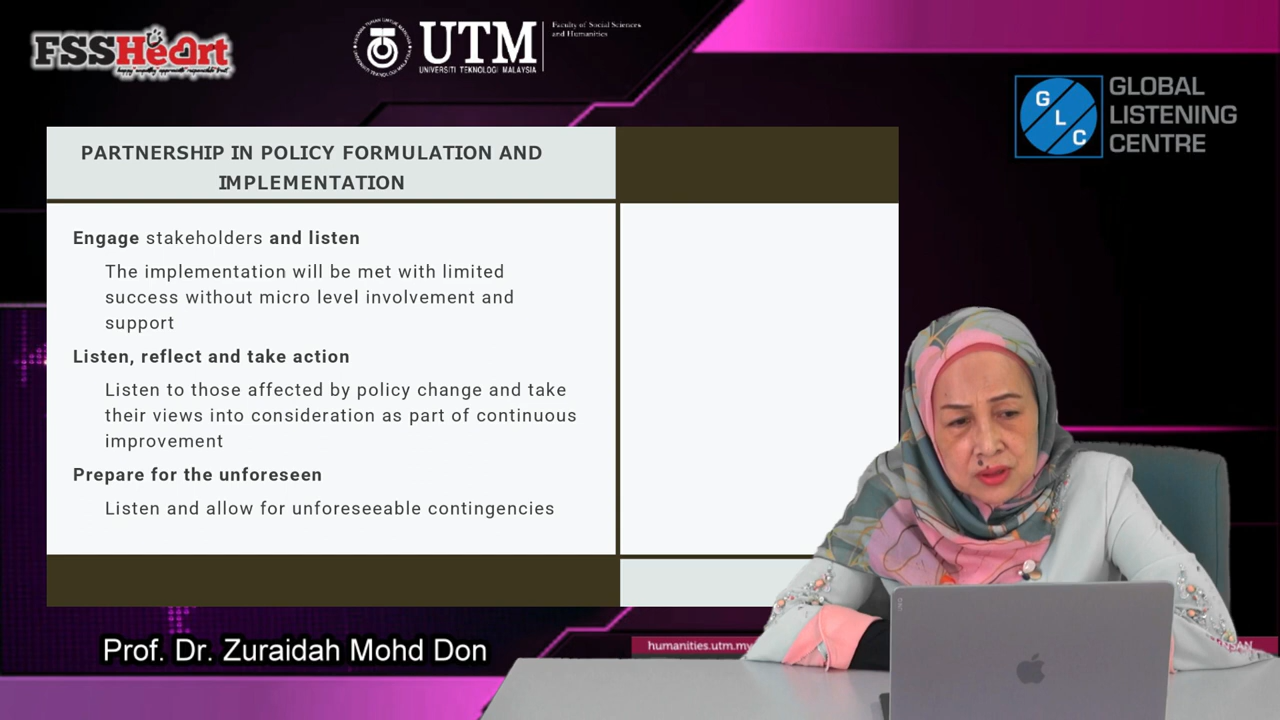 FSSHeart
UTM
UNIVERSITI TEKNOLOGI MALAYSIA
Faculty of Social Sciences
and Humanities
GLC
GLOBAL
LISTENING
CENTRE
PARTNERSHIP IN POLICY FORMULATION AND
IMPLEMENTATION
Engage stakeholders and listen
The implementation will be met with limited
success without micro level involvement and
support
Listen, reflect and take action
Listen to those affected by policy change and take
their views into consideration as part of continuous
improvement
Prepare for the unforeseen
Listen and allow for unforeseeable contingencies
Prof. Dr. Zuraidah Mohd Don
humanities.utm.my